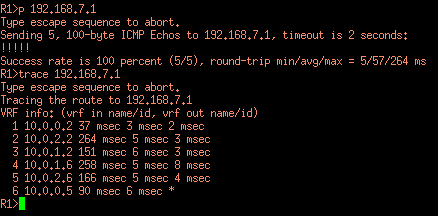 R1>p 192.168.7.1
Type escape sequence to abort.
Sending 5, 100-byte ICMP Echos to 192.168.7.1, timeout is 2 seconds:
!!!!!
Success rate is 100 percent (5/5), round-trip min/avg/max = 5/57/264 ms
R1>trace 192.168.7.1
Type escape sequence to abort.
Tracing the route to 192.168.7.1
VRF info: (vrf in name/id, vrf out name/id)
  1 10.0.0.2 37 msec 3 msec 2 msec
  2 10.0.2.2 264 msec 5 msec 3 msec
  3 10.0.1.2 151 msec 6 msec 3 msec
  4 10.0.1.6 258 msec 5 msec 8 msec
  5 10.0.2.6 166 msec 5 msec 4 msec
  6 10.0.0.5 90 msec 6 msec *
R1>